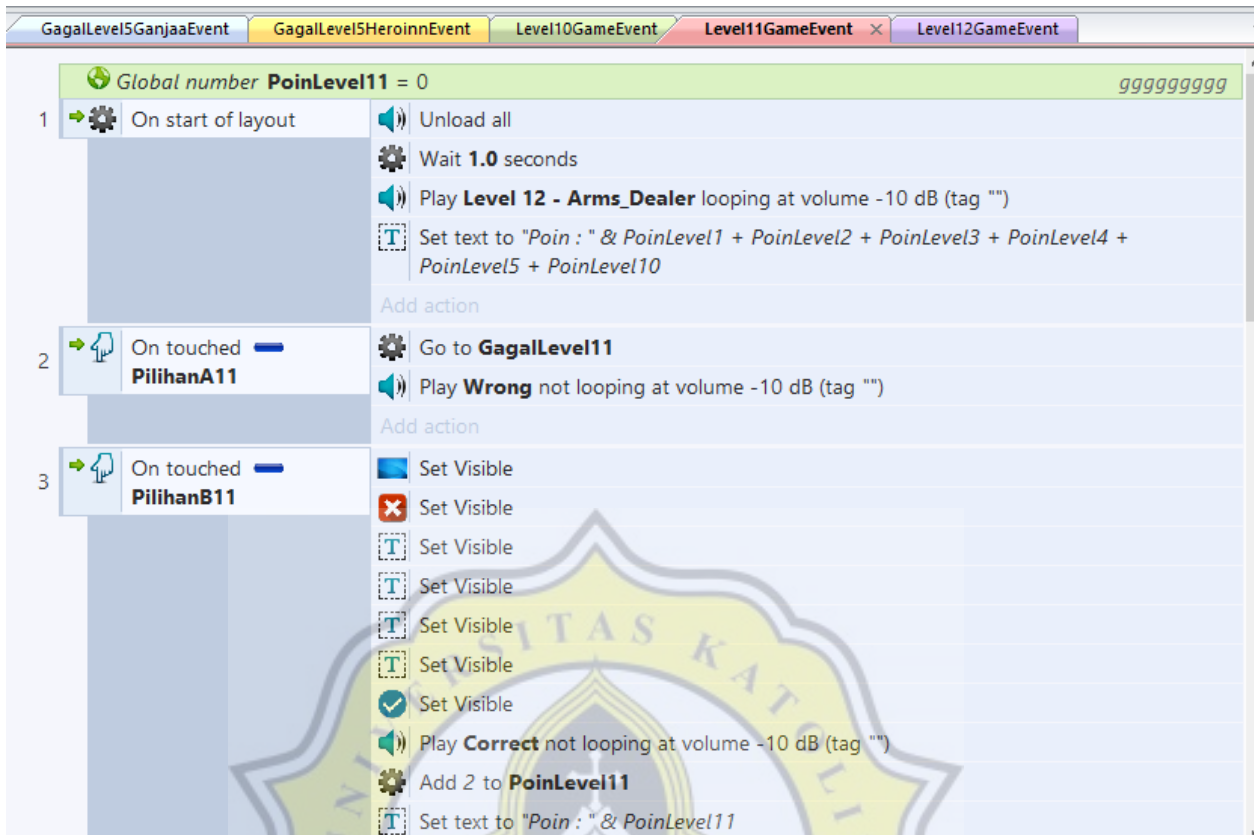 GagalLevel5GanjaaEvent GagalLevel5HeroinnEvent Level10GameEvent Level11GameEvent Level12GameEvent
Global number PoinLevel11 = 0 ggggggggg
1 On start of layout Unload all
Wait 1.0 seconds
Play Level 12 - Arms_Dealer looping at volume -10 dB (tag "")
Set text to "Poin : " & PoinLevel1 + PoinLevel2 + PoinLevel3 + PoinLevel4 +
PoinLevel5 + PoinLevel10
Add action
2 On touched Go to GagalLevel11
PilihanA11 Play Wrong not looping at volume -10 dB (tag "")
Add action
3 On touched Set Visible
PilihanB11 Set Visible
Set Visible
Set Visible
Set Visible
Set Visible
Set Visible
Play Correct not looping at volume -10 dB (tag "")
Add 2 to PoinLevel11
Set text to "Poin : " & PoinLevel11